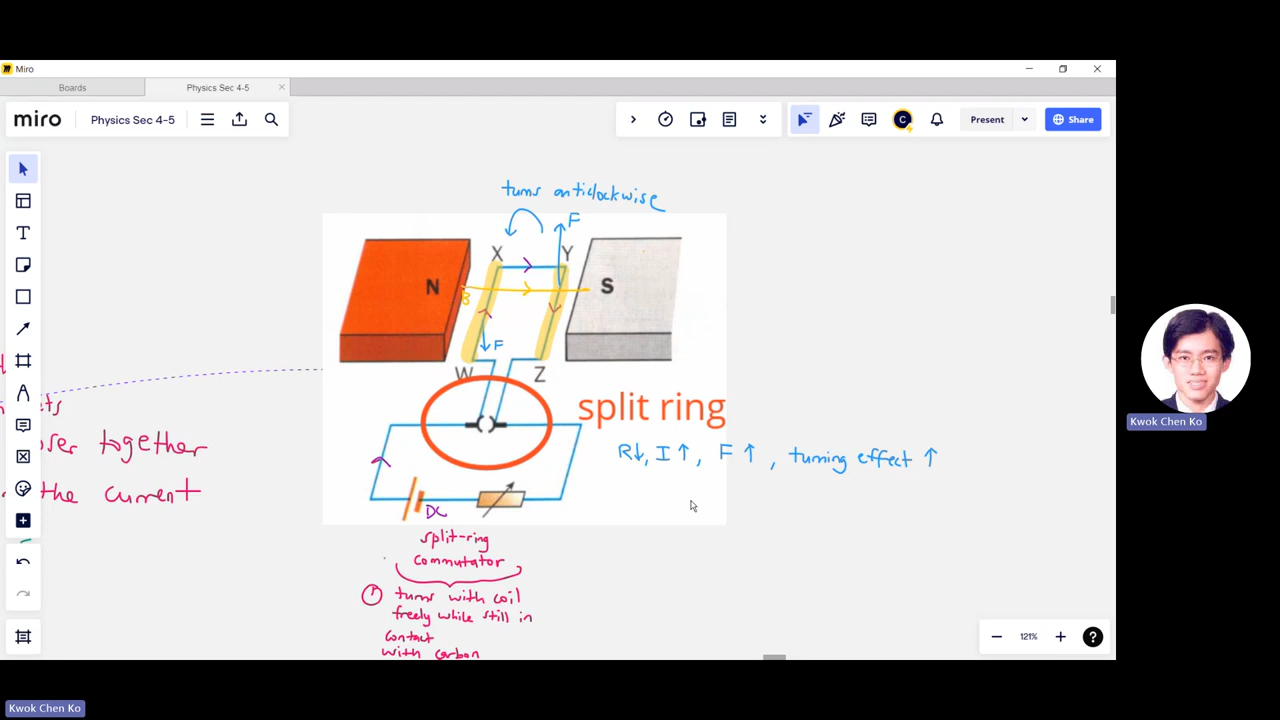 Miro
Boards
Physics Sec 4-5
miro
Physics Sec 4-5
Present
C
Share
turns anticlockwise
F
X
Y
N
S
B
F
W
Z
split ring
R↓, I↑, F↑, turning effect ↑
oser together
the current
DC
split-ring
commutator
turns with coil
freely while still in
contact
with carbon
121%
Kwok Chen Ko
Kwok Chen Ko